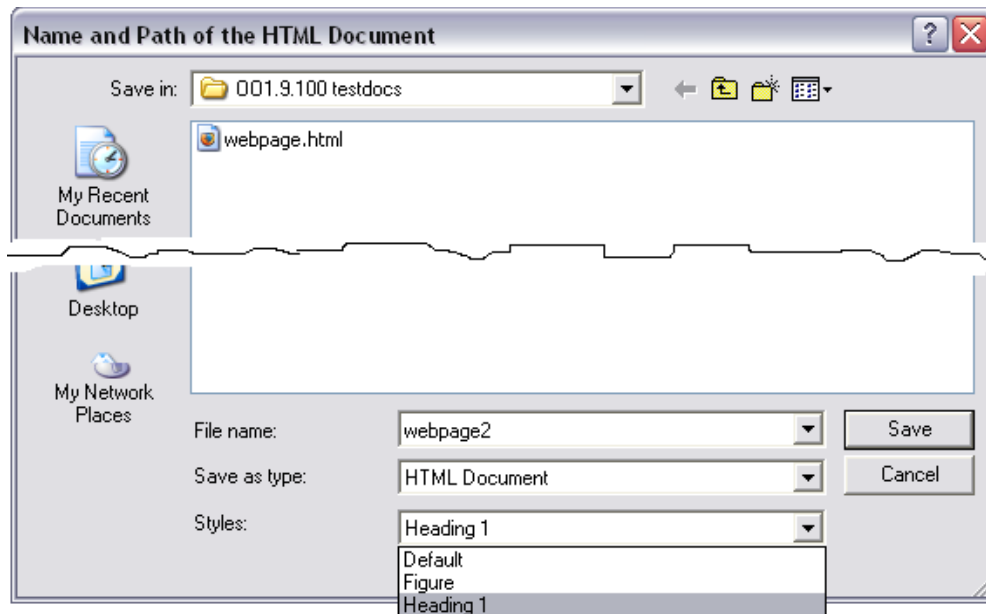 Name and Path of the HTML Document
Save in:
OO1.9.100 testdocs
webpage.html
My Recent
Documents
Desktop
My Network
Places
File name:
webpage2
Save
Save as type:
HTML Document
Cancel
Styles:
Heading 1
Default
Figure
Heading 1